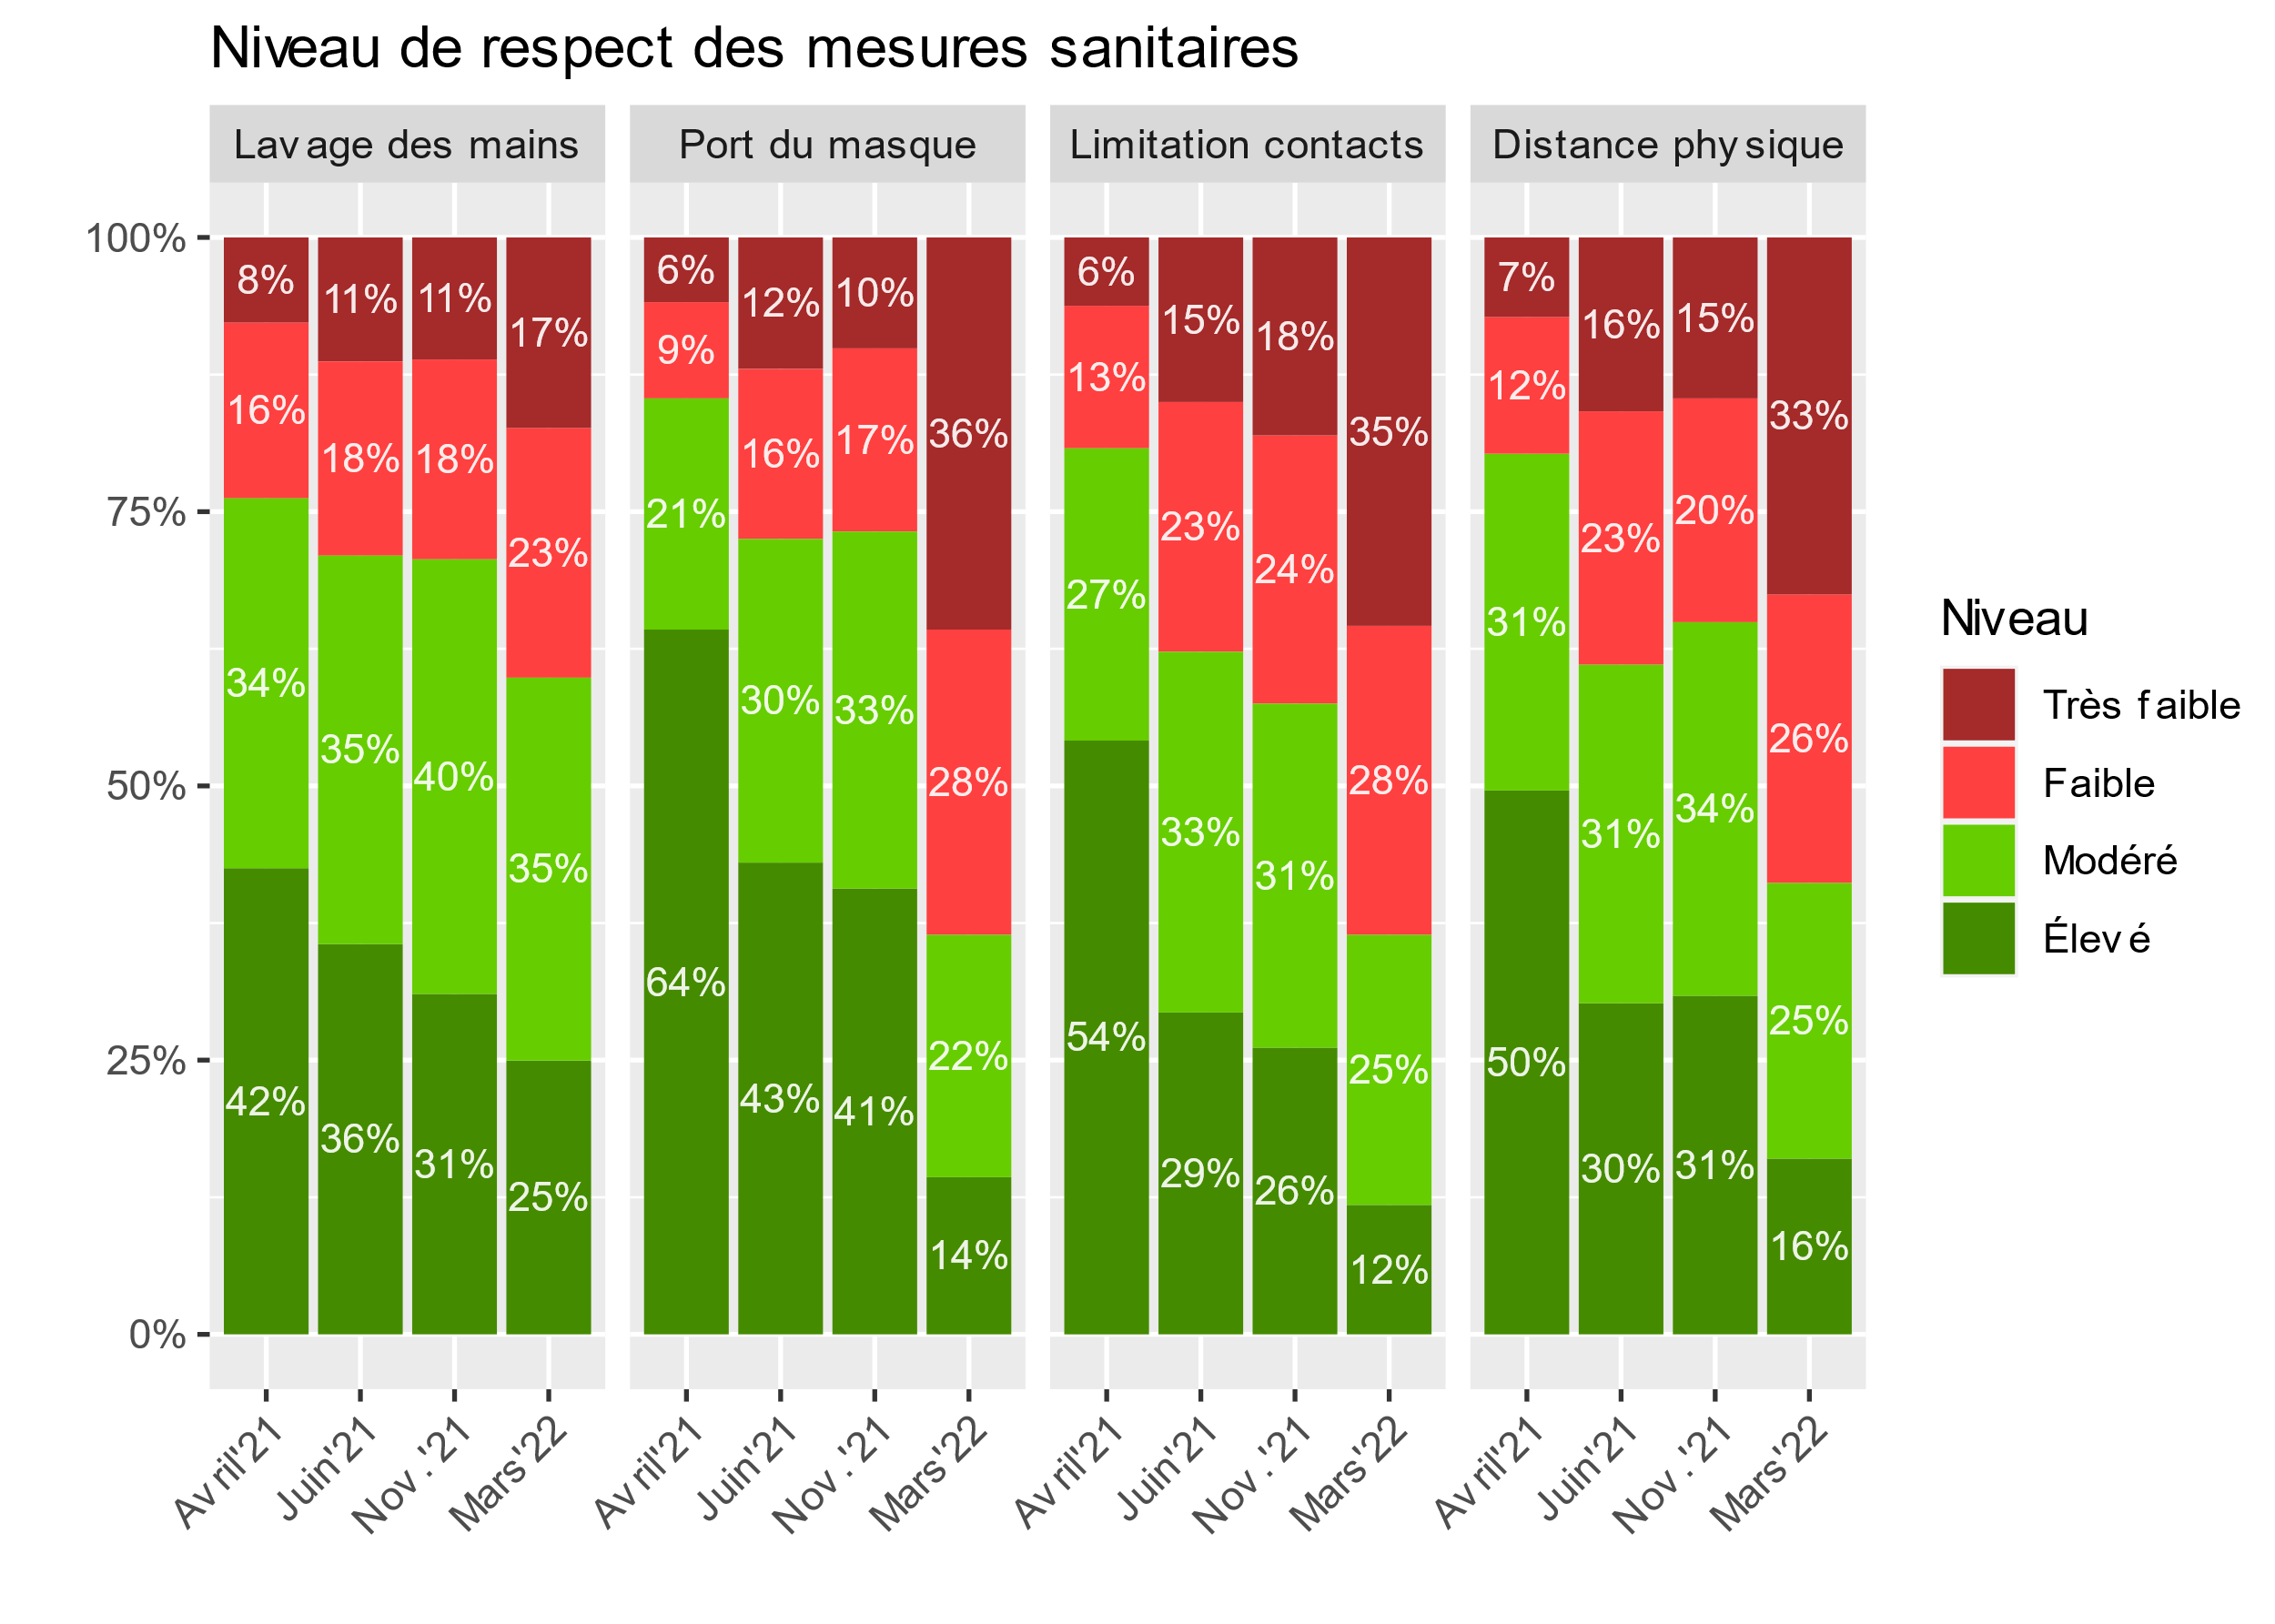 Niveau de respect des mesures sanitaires
Lavage des mains
Port du masque
Limitation contacts
Distance physique
100%
75%
50%
25%
0%
8% 11% 11% 17%
16% 18% 18% 23%
34% 35% 40% 35%
42% 36% 31% 25%
6% 12% 10% 36%
9% 16% 17% 28%
21% 30% 33% 22%
64% 43% 41% 14%
6% 15% 18% 35%
13% 23% 24% 28%
27% 33% 31% 25%
54% 29% 26% 12%
7% 16% 15% 33%
12% 23% 20% 26%
31% 31% 34% 25%
50% 30% 31% 16%
Avril'21 Juin'21 Nov.'21 Mars'22
Avril'21 Juin'21 Nov.'21 Mars'22
Avril'21 Juin'21 Nov.'21 Mars'22
Avril'21 Juin'21 Nov.'21 Mars'22
Niveau
Très faible
Faible
Modéré
Élevé